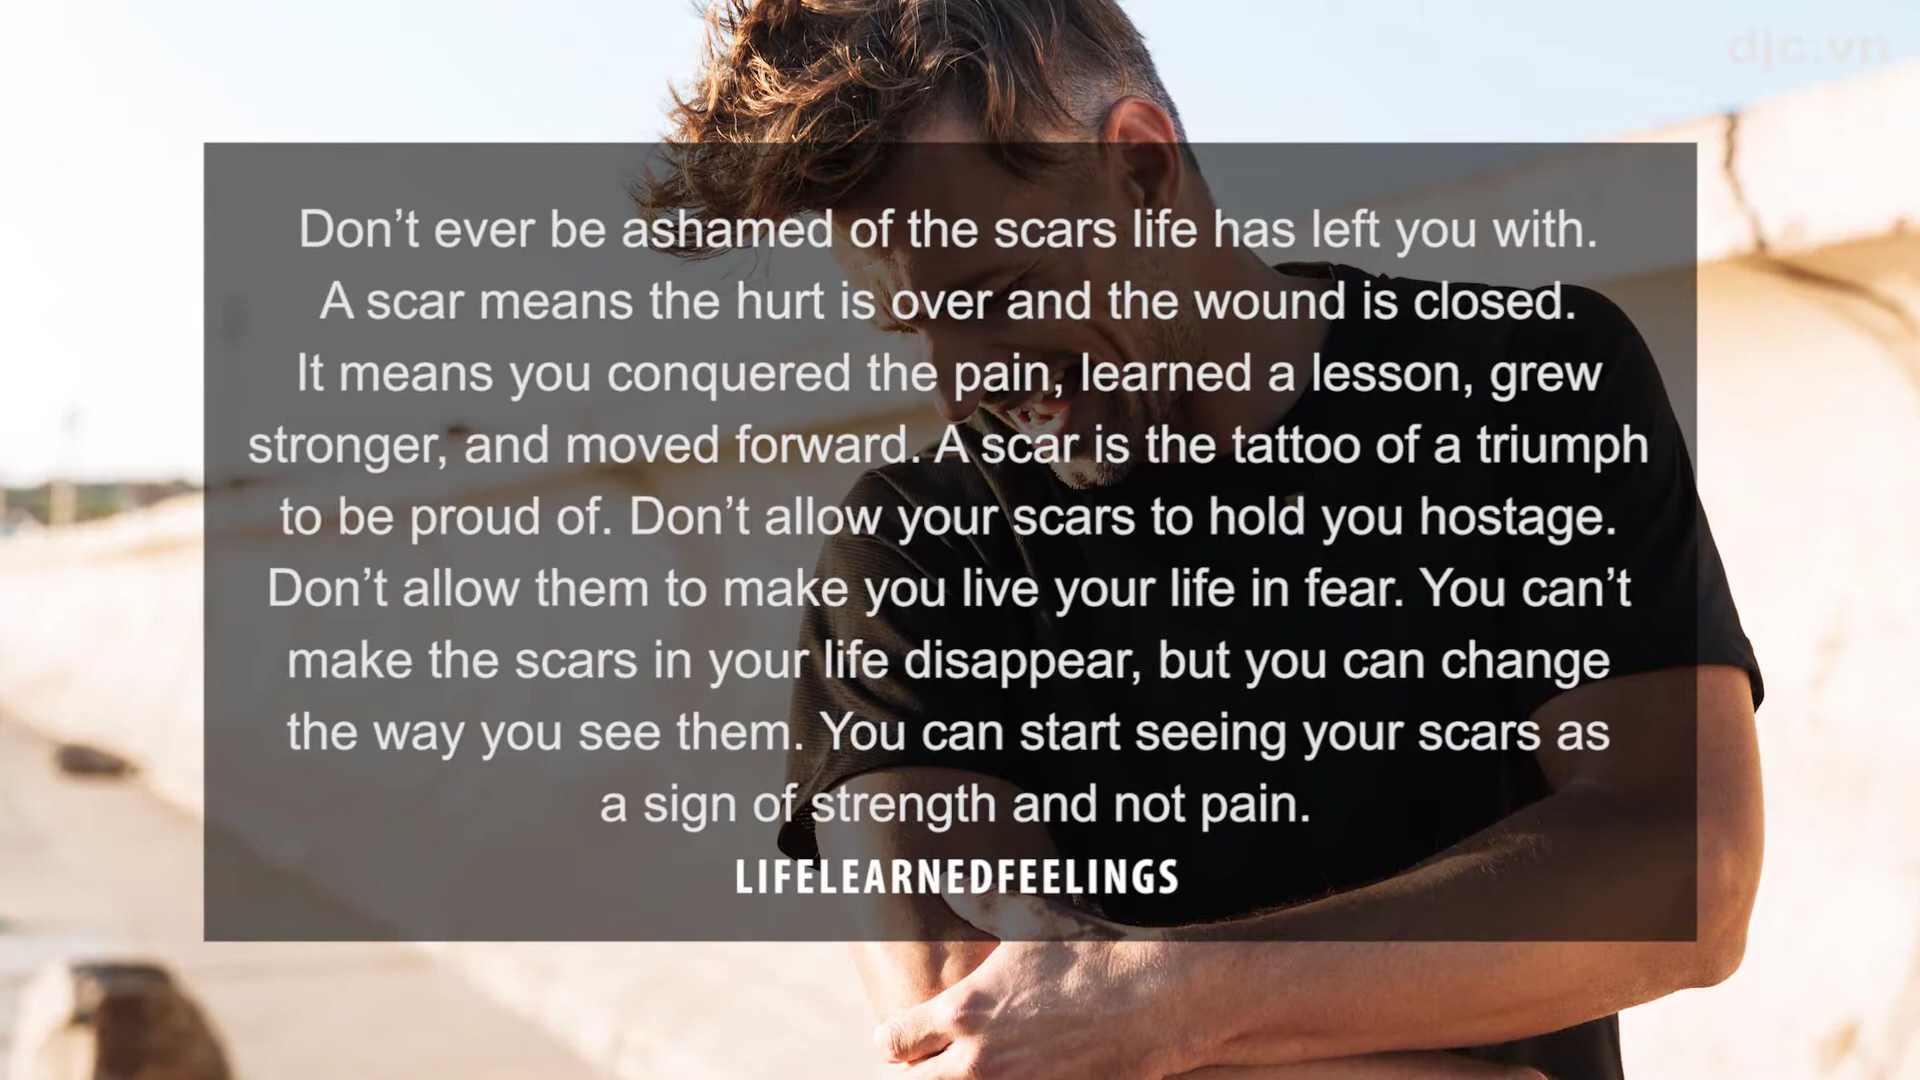 djc.vn
Don’t ever be ashamed of the scars life has left you with.
A scar means the hurt is over and the wound is closed.
It means you conquered the pain, learned a lesson, grew
stronger, and moved forward. A scar is the tattoo of a triumph
to be proud of. Don’t allow your scars to hold you hostage.
Don’t allow them to make you live your life in fear. You can’t
make the scars in your life disappear, but you can change
the way you see them. You can start seeing your scars as
a sign of strength and not pain.
LIFELEARNEDFEELINGS